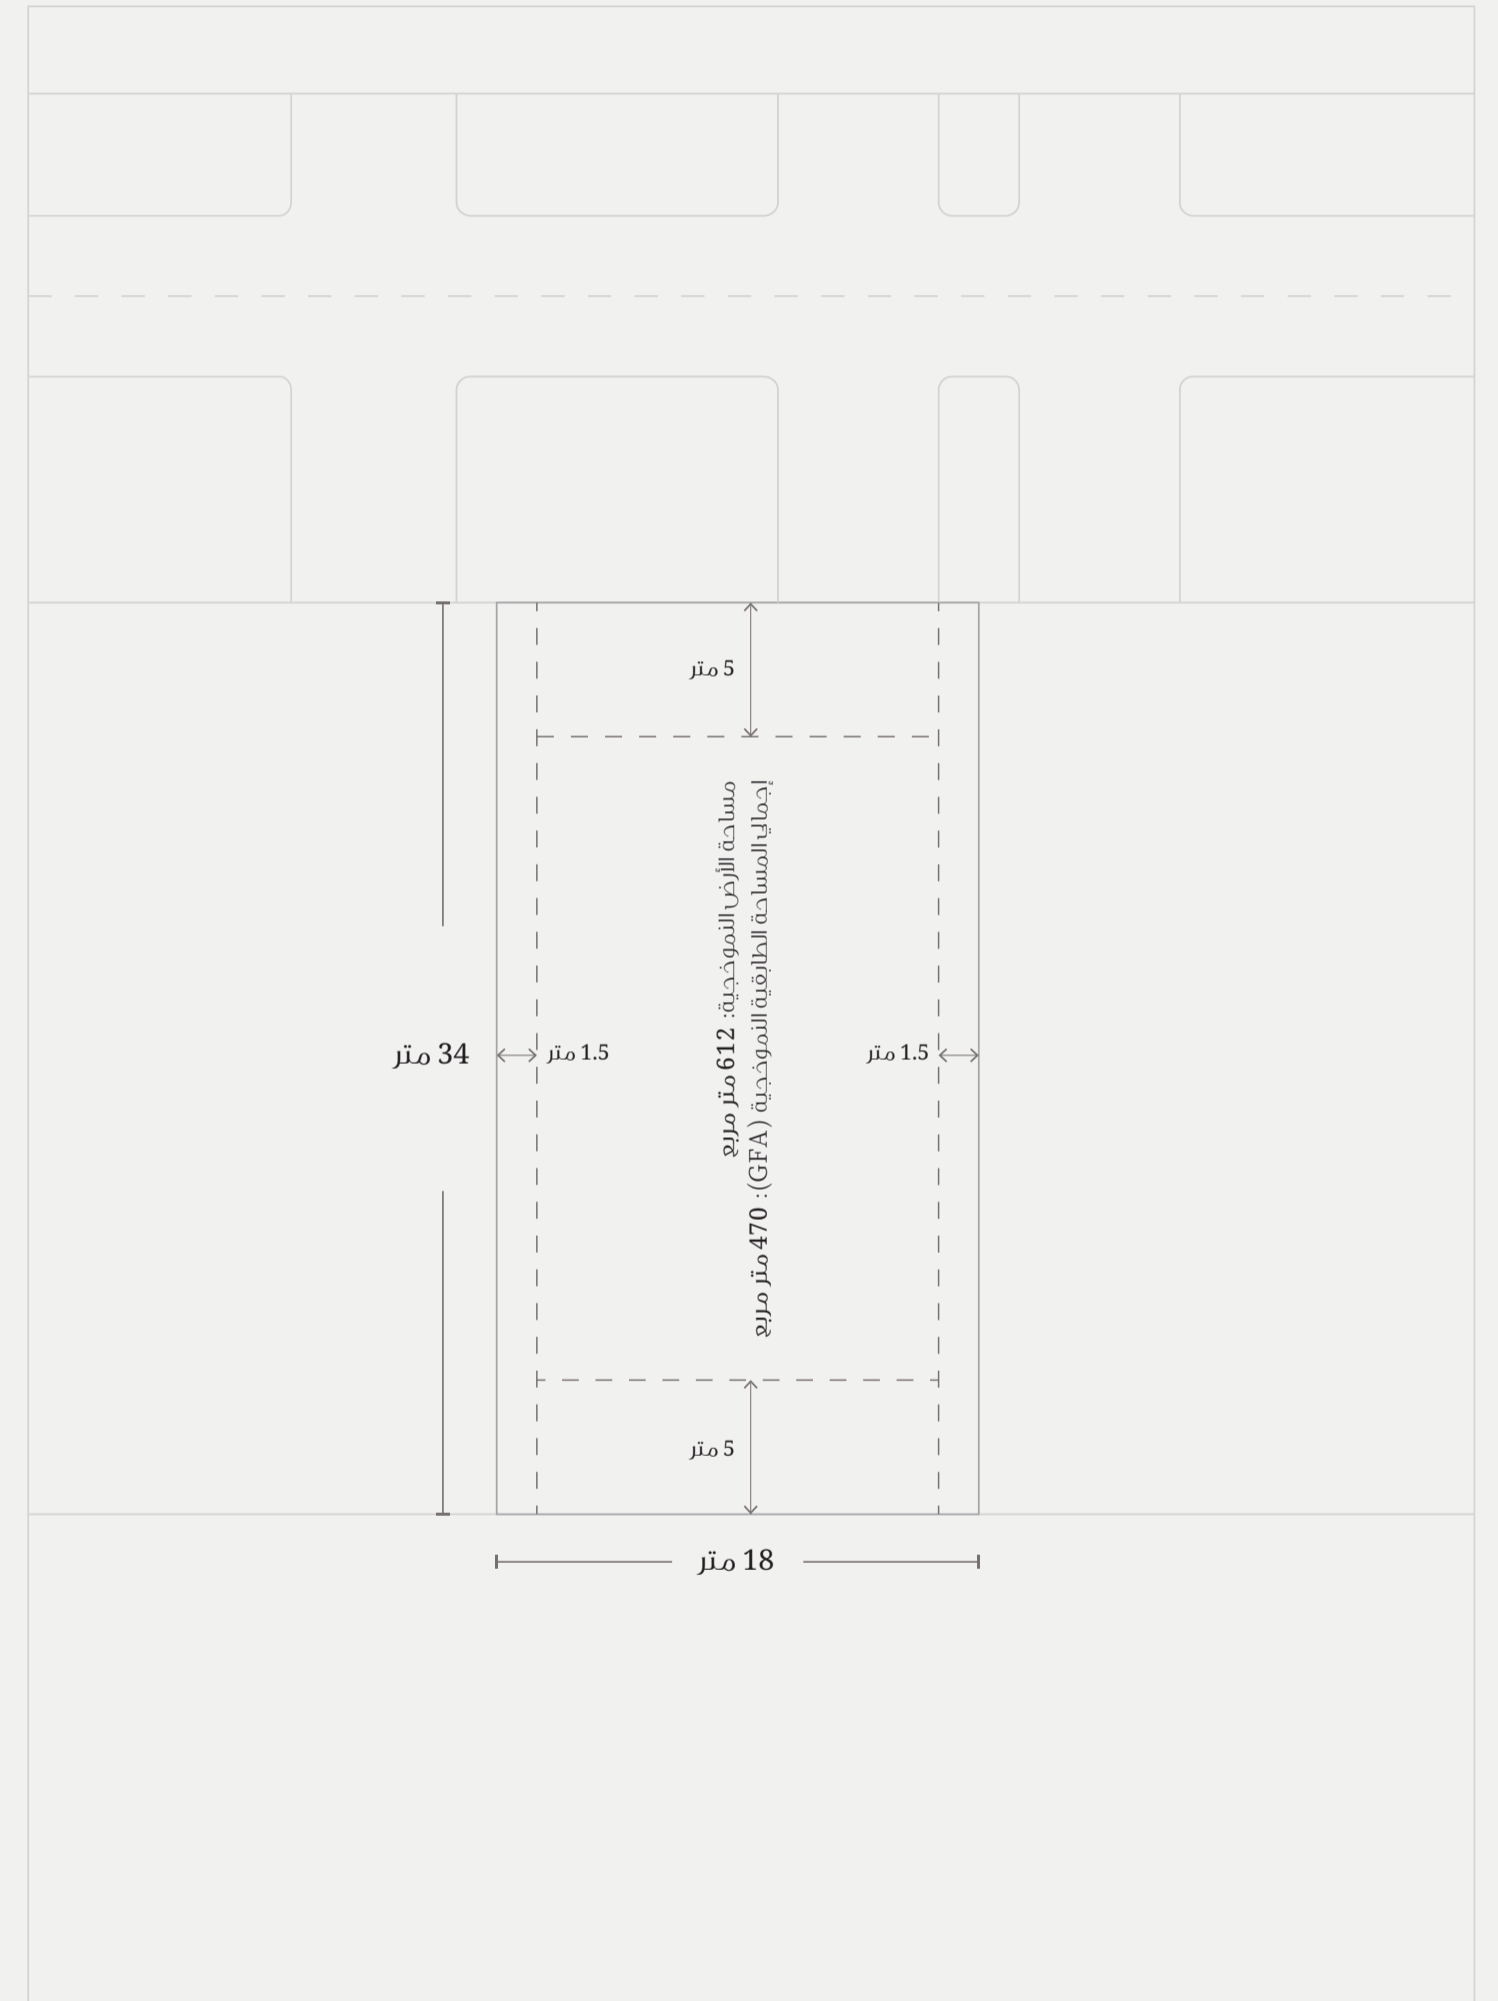 5 متر
مساحة الأرض النموذجية: 612 متر مربع
إجمالي المساحة الطابقية النموذجية (GFA): 470 متر مربع
34 متر
1.5 متر
1.5 متر
5 متر
18 متر